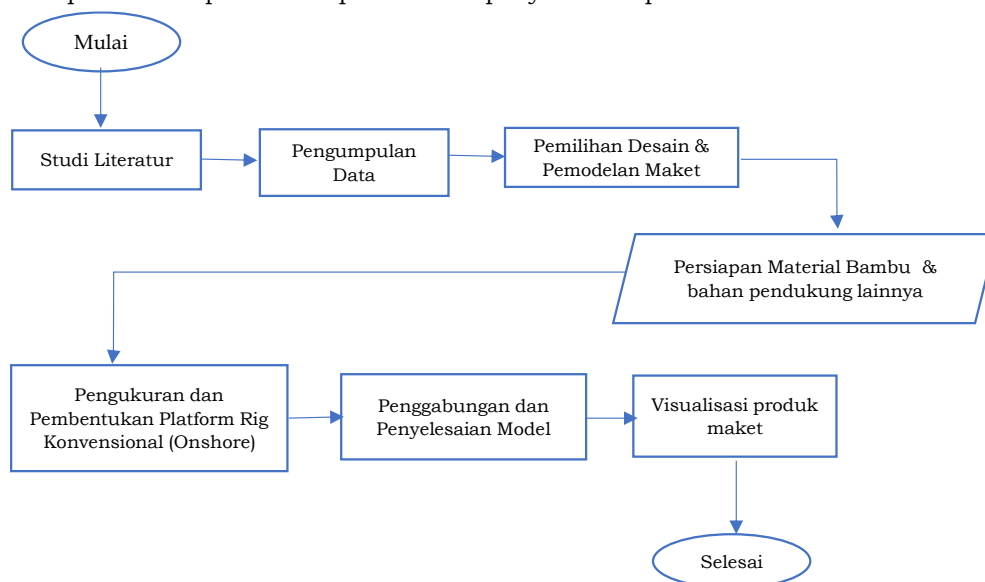 Mulai
Studi Literatur
Pengumpulan
Data
Pemilihan Desain &
Pemodelan Maket
Persiapan Material Bambu &
bahan pendukung lainnya
Pengukuran dan
Pembentukan Platform Rig
Konvensional (Onshore)
Penggabungan dan
Penyelesaian Model
Visualisasi produk
maket
Selesai